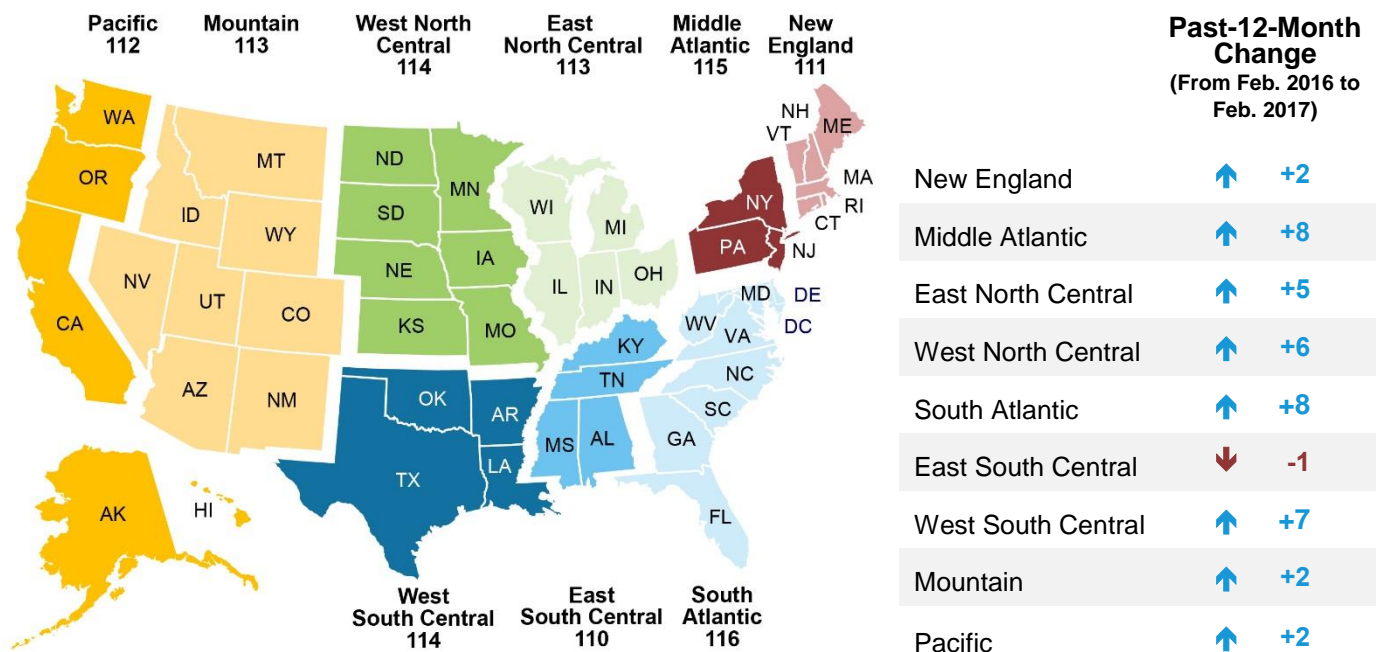 Pacific
112
Mountain
113
West North
Central
114
East
North Central
113
Middle
Atlantic
115
New
England
111
WA
OR
CA
AK
HI
MT
ID
WY
NV
UT
CO
AZ
NM
ND
SD
NE
KS
MN
IA
MO
WI
MI
IL
IN
OH
NY
PA
NJ
NH
VT
ME
MA
RI
CT
OK
AR
TX
LA
KY
TN
MS
AL
MD
DE
DC
WV
VA
NC
SC
GA
FL
West
South Central
114
East
South Central
110
South
Atlantic
116
Past-12-Month
Change
(From Feb. 2016 to
Feb. 2017)
New England +2
Middle Atlantic +8
East North Central +5
West North Central +6
South Atlantic +8
East South Central -1
West South Central +7
Mountain +2
Pacific +2